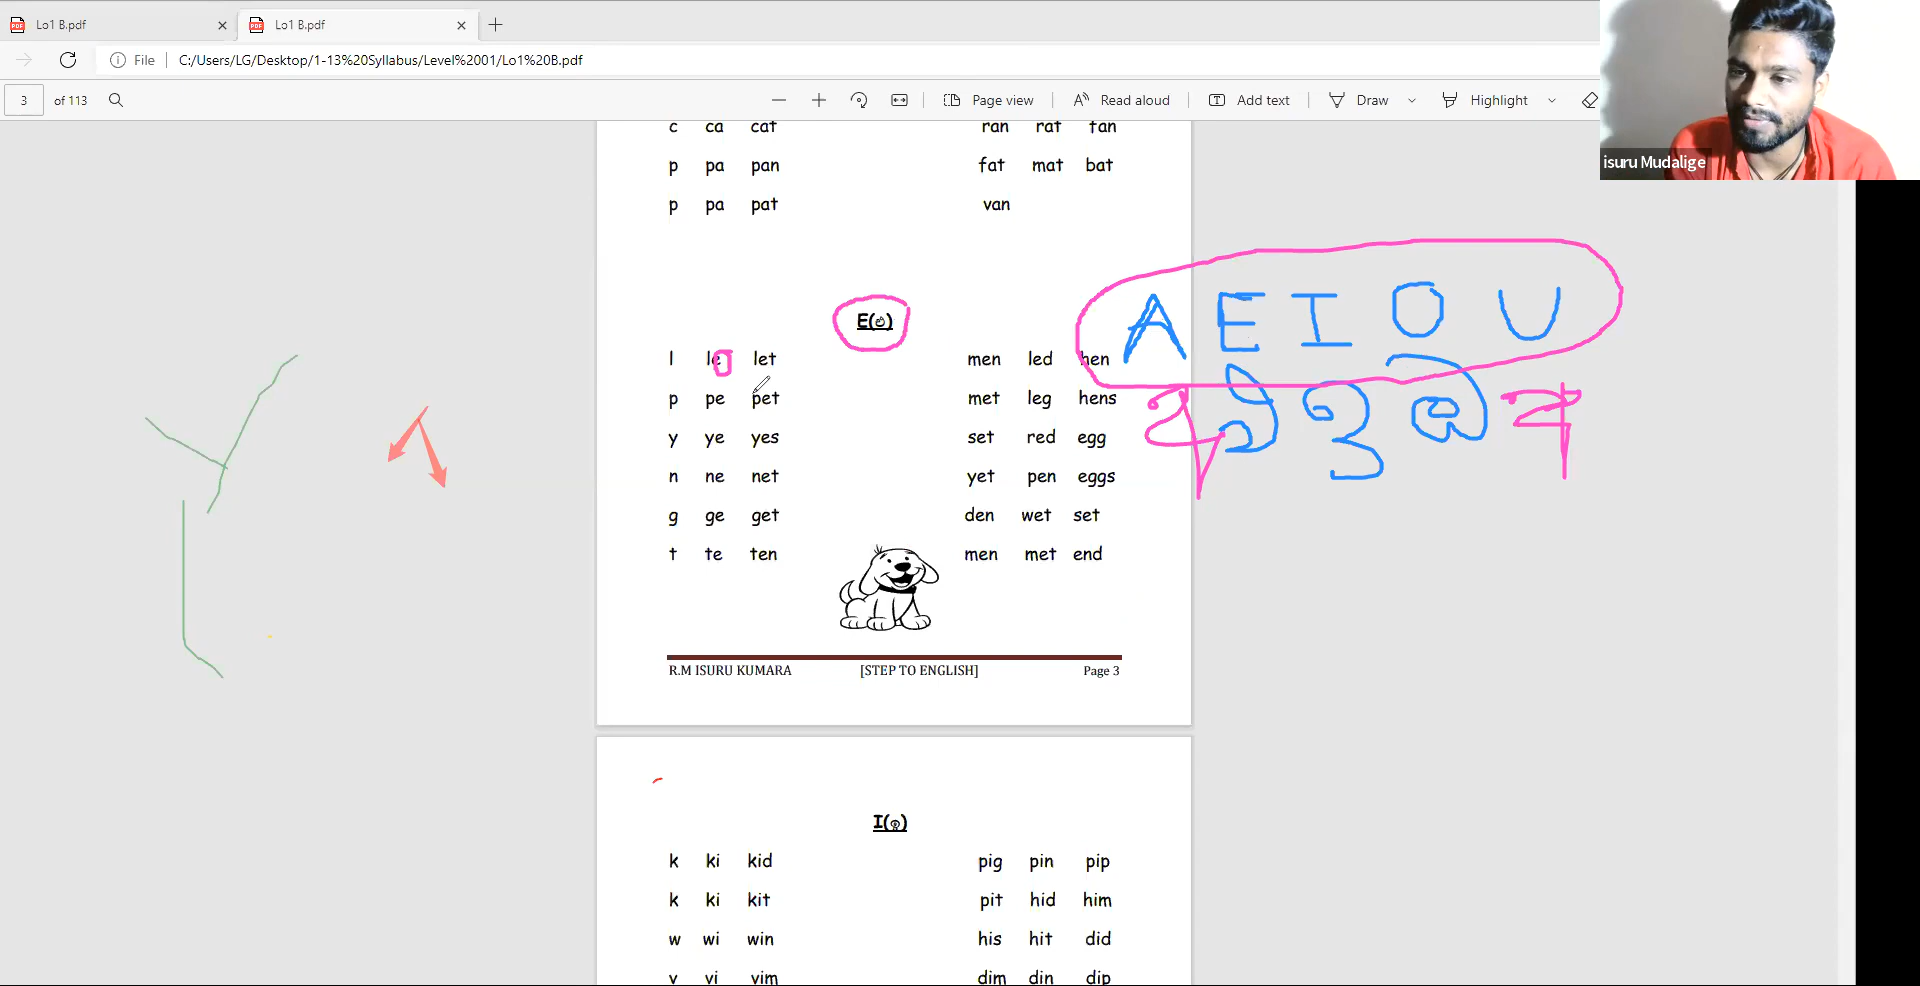 Lo1 B.pdf Lo1 B.pdf
File C:/Users/LG/Desktop/1-13%20Syllabus/Level%2001/Lo1%20B.pdf
3 of 113 Page view Read aloud Add text Draw Highlight
isuru Mudalige
c ca cat ran rat fan
p pa pan fat mat bat
p pa pat van
A E I O U
E(එ)
l le let men led hen
p pe pet met leg hens
y ye yes set red egg
n ne net yet pen eggs
g ge get den wet set
t te ten men met end
R.M ISURU KUMARA [STEP TO ENGLISH] Page 3
I(ඉ)
k ki kid pig pin pip
k ki kit pit hid him
w wi win his hit did
v vi vim dim din dip